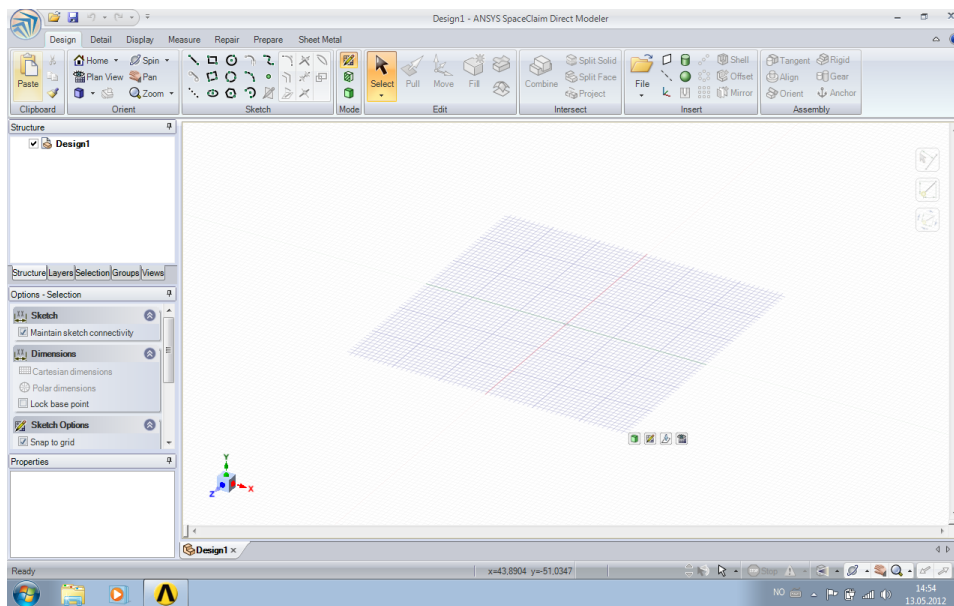 Design1 - ANSYS SpaceClaim Direct Modeler
Design Detail Display Measure Repair Prepare Sheet Metal
Home Spin Split Solid Shell Tangent Rigid
Plan View Pan Split Face Offset Align Gear
Paste Zoom Select Pull Move Fill Combine Project File Mirror Orient Anchor
Clipboard Orient Sketch Mode Edit Intersect Insert Assembly
Structure
Design1
Structure Layers Selection Groups Views
Options - Selection
Sketch
Maintain sketch connectivity
Dimensions
Cartesian dimensions
Polar dimensions
Lock base point
Sketch Options
Snap to grid
Properties
Y
Z X
Design1 ×
Ready x=43,8904 y=-51,0347 Stop
NO 14:54
13.05.2012